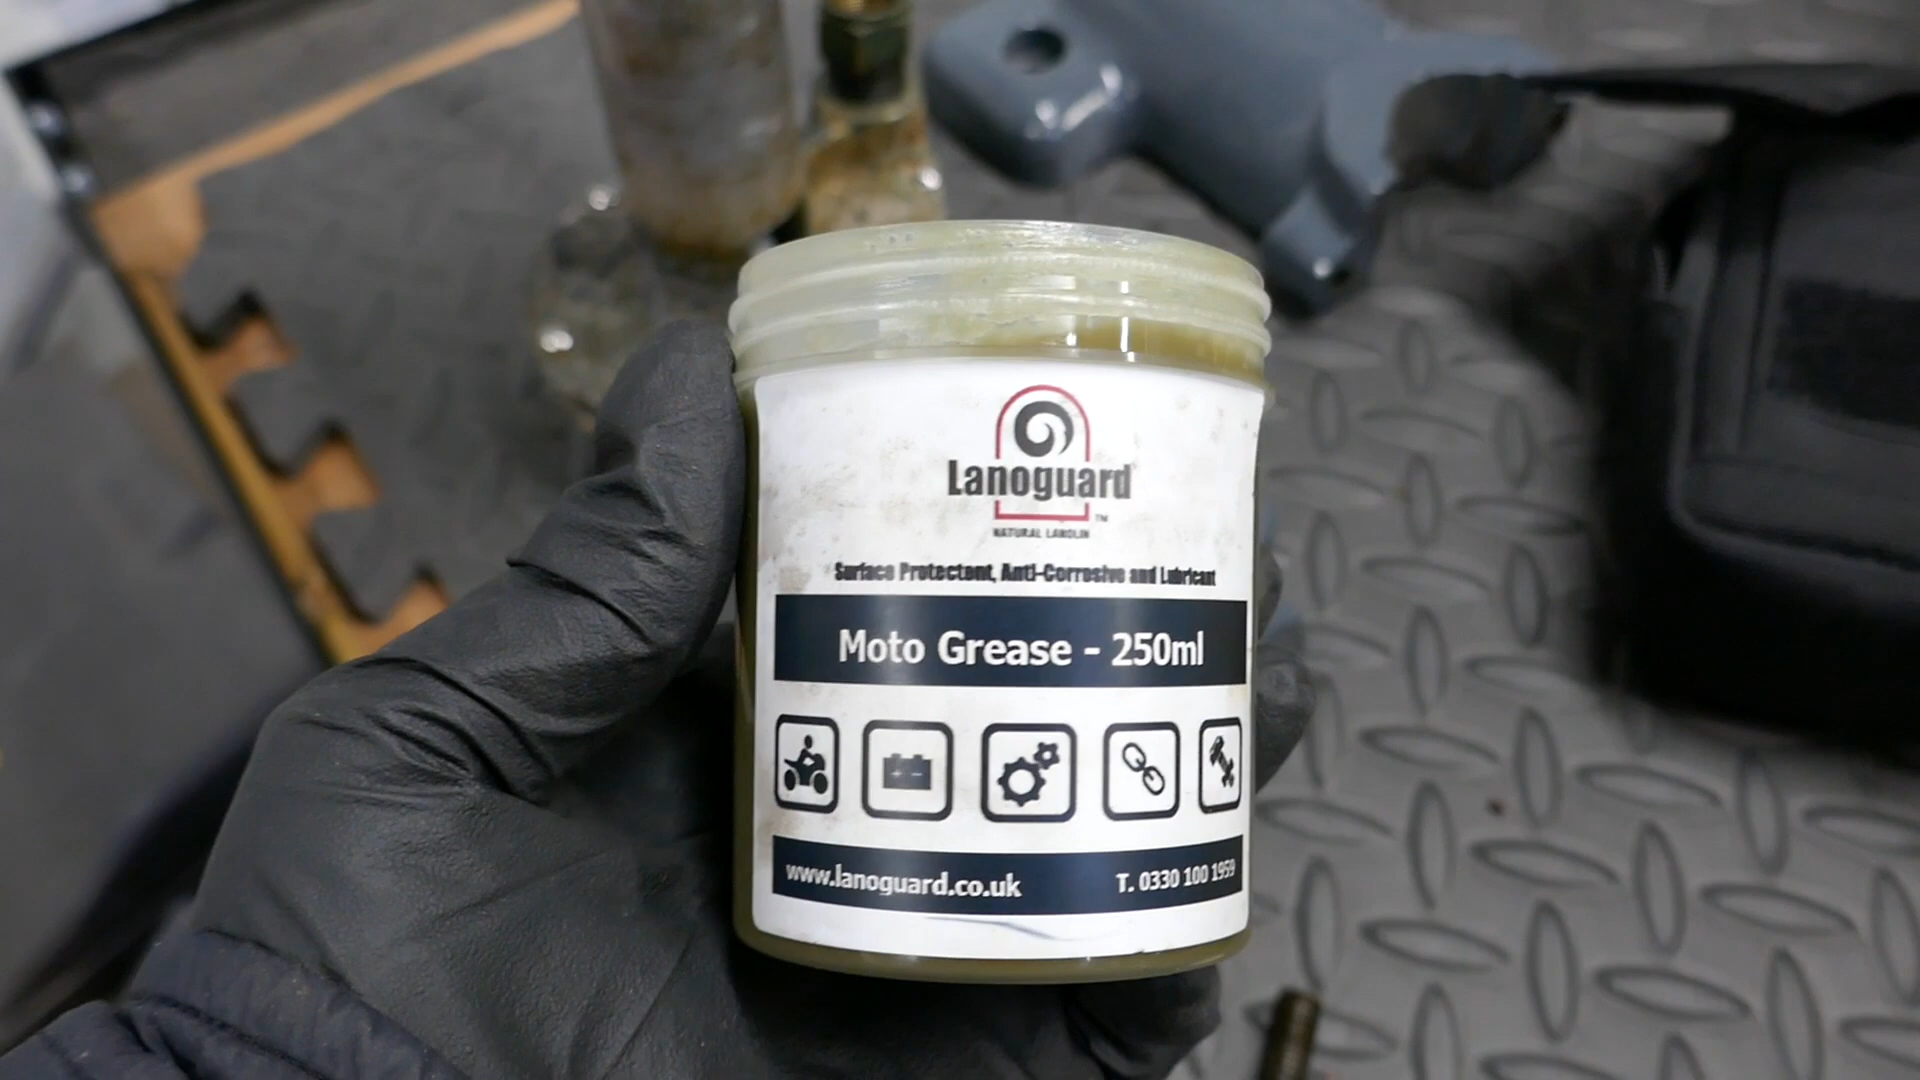 Lanoguard
™
NATURAL LANOLIN
Surface Protectant, Anti-Corrosive and Lubricant
Moto Grease - 250ml
www.lanoguard.co.uk T. 0330 100 1959